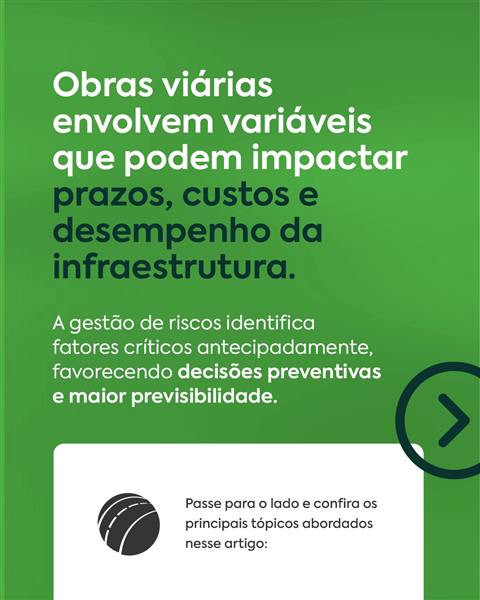 Obras viárias
envolvem variáveis
que podem impactar
prazos, custos e
desempenho da
infraestrutura.
A gestão de riscos identifica
fatores críticos antecipadamente,
favorecendo decisões preventivas
e maior previsibilidade.
Passe para o lado e confira os
principais tópicos abordados
nesse artigo: